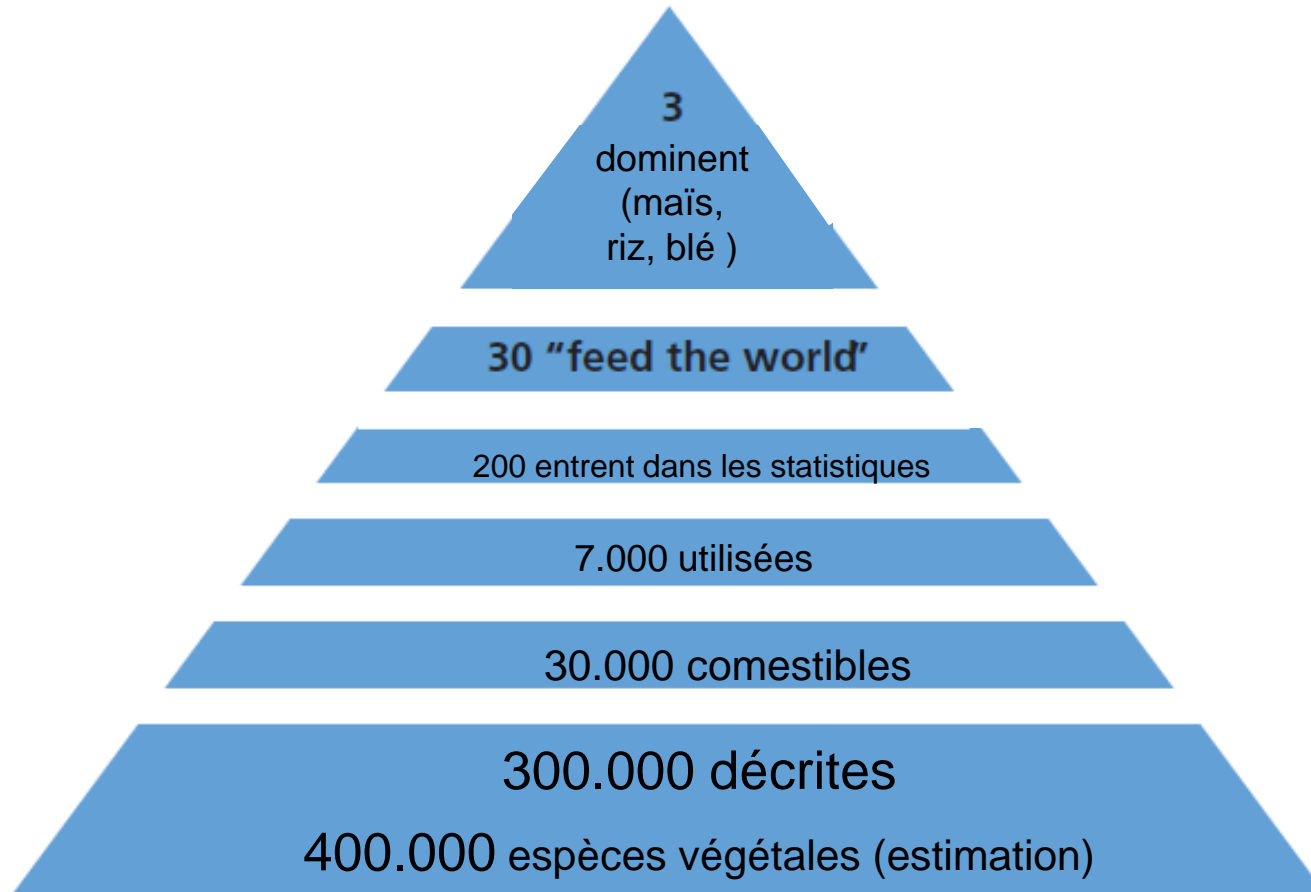 3
dominent
(maïs,
riz, blé )
30 “feed the world”
200 entrent dans les statistiques
7.000 utilisées
30.000 comestibles
300.000 décrites
400.000 espèces végétales (estimation)